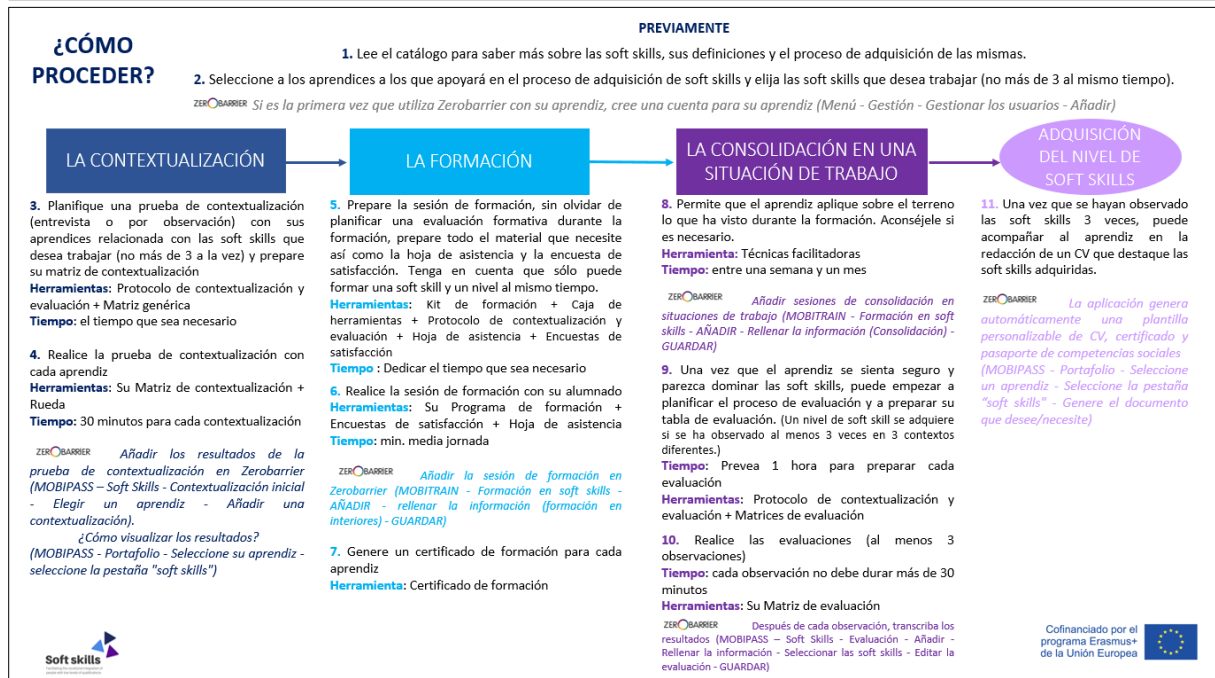 ¿CÓMO
PROCEDER?
PREVIAMENTE
1. Lee el catálogo para saber más sobre las soft skills, sus definiciones y el proceso de adquisición de las mismas.
2. Seleccione a los aprendices a los que apoyará en el proceso de adquisición de soft skills y elija las soft skills que desea trabajar (no más de 3 al mismo tiempo).
ZEROBARRIER Si es la primera vez que utiliza Zerobarrier con su aprendiz, cree una cuenta para su aprendiz (Menú - Gestión - Gestionar los usuarios - Añadir)
LA CONTEXTUALIZACIÓN
3. Planifique una prueba de contextualización
(entrevista o por observación) con sus
aprendices relacionada con las soft skills que
desea trabajar (no más de 3 a la vez) y prepare
su matriz de contextualización
Herramientas: Protocolo de contextualización y
evaluación + Matriz genérica
Tiempo: el tiempo que sea necesario
4. Realice la prueba de contextualización con
cada aprendiz
Herramientas: Su Matriz de contextualización +
Rueda
Tiempo: 30 minutos para cada contextualización
ZEROBARRIER Añadir los resultados de la
prueba de contextualización en Zerobarrier
(MOBIPASS – Soft Skills - Contextualización inicial
- Elegir un aprendiz - Añadir una
contextualización).
¿Cómo visualizar los resultados?
(MOBIPASS - Portafolio - Seleccione su aprendiz -
seleccione la pestaña "soft skills")
LA FORMACIÓN
5. Prepare la sesión de formación, sin olvidar de
planificar una evaluación formativa durante la
formación, prepare todo el material que necesite
así como la hoja de asistencia y la encuesta de
satisfacción. Tenga en cuenta que sólo puede
formar una soft skill y un nivel al mismo tiempo.
Herramientas: Kit de formación + Caja de
herramientas + Protocolo de contextualización y
evaluación + Hoja de asistencia + Encuestas de
satisfacción
Tiempo : Dedicar el tiempo que sea necesario
6. Realice la sesión de formación con su alumnado
Herramientas: Su Programa de formación +
Encuestas de satisfacción + Hoja de asistencia
Tiempo: min. media jornada
ZEROBARRIER Añadir la sesión de formación en
Zerobarrier (MOBITRAIN - Formación en soft skills -
AÑADIR - rellenar la información (formación en
interiores) - GUARDAR)
7. Genere un certificado de formación para cada
aprendiz
Herramienta: Certificado de formación
LA CONSOLIDACIÓN EN UNA
SITUACIÓN DE TRABAJO
8. Permite que el aprendiz aplique sobre el terreno
lo que ha visto durante la formación. Aconséjele si
es necesario.
Herramienta: Técnicas facilitadoras
Tiempo: entre una semana y un mes
ZEROBARRIER Añadir sesiones de consolidación en
situaciones de trabajo (MOBITRAIN - Formación en soft
skills - AÑADIR - Rellenar la información (Consolidación) -
GUARDAR)
9. Una vez que el aprendiz se sienta seguro y
parezca dominar las soft skills, puede empezar a
planificar el proceso de evaluación y a preparar su
tabla de evaluación. (Un nivel de soft skill se adquiere
si se ha observado al menos 3 veces en 3 contextos
diferentes.)
Tiempo: Prevea 1 hora para preparar cada
evaluación
Herramientas: Protocolo de contextualización y
evaluación + Matrices de evaluación
10. Realice las evaluaciones (al menos 3
observaciones)
Tiempo: cada observación no debe durar más de 30
minutos
Herramientas: Su Matriz de evaluación
ZEROBARRIER Después de cada observación, transcriba los
resultados (MOBIPASS – Soft Skills - Evaluación - Añadir -
Rellenar la información - Seleccionar las soft skills - Editar la
evaluación - GUARDAR)
ADQUISICIÓN
DEL NIVEL DE
SOFT SKILLS
11. Una vez que se hayan observado
las soft skills 3 veces, puede
acompañar al aprendiz en la
redacción de un CV que destaque las
soft skills adquiridas.
ZEROBARRIER La aplicación genera
automáticamente una plantilla
personalizable de CV, certificado y
pasaporte de competencias sociales
(MOBIPASS - Portafolio - Seleccione
un aprendiz - Seleccione la pestaña
"soft skills" - Genere el documento
que desee/necesite)
Soft skills
Cofinanciado por el
programa Erasmus+
de la Unión Europea